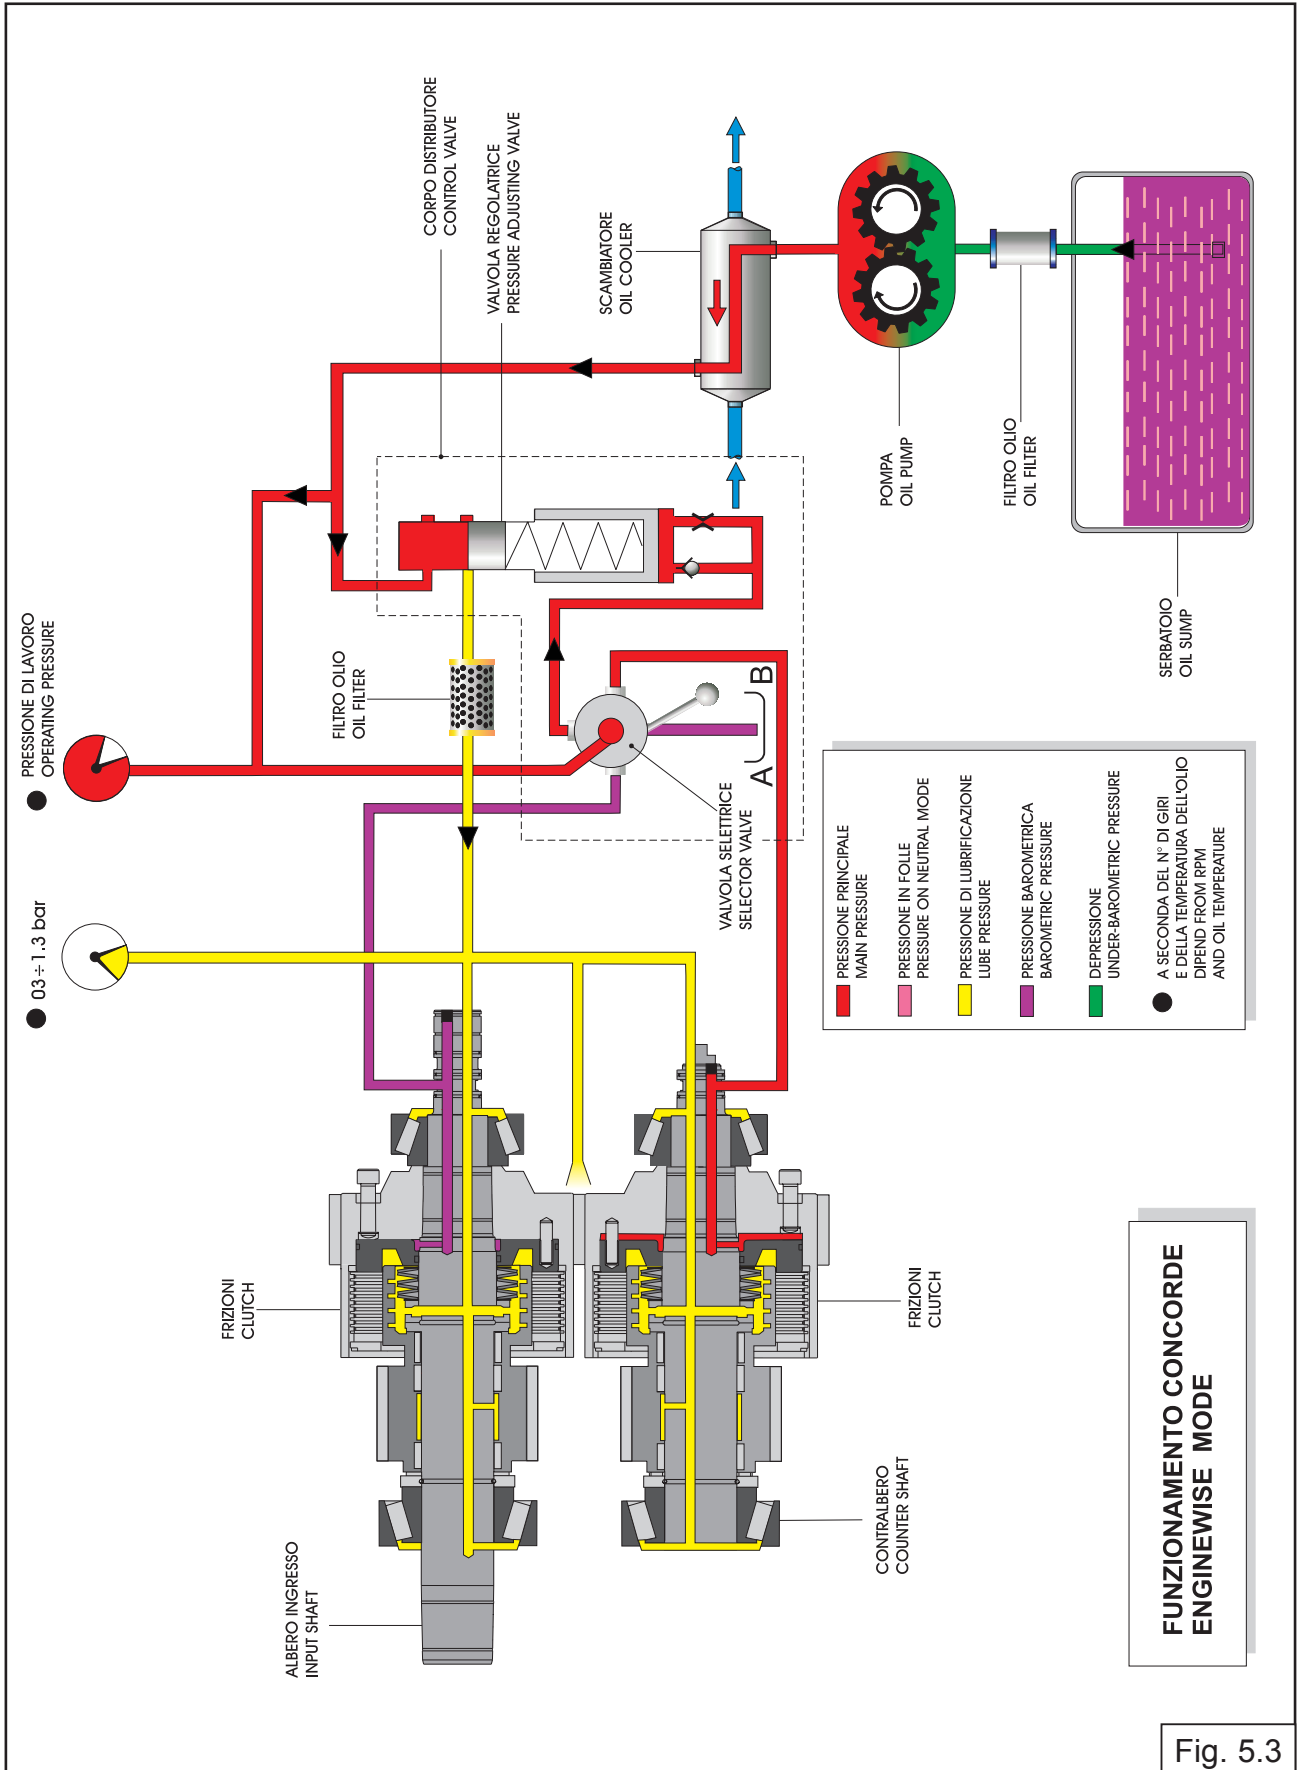 PRESSIONE DI LAVORO
OPERATING PRESSURE
03÷1.3 bar
CORPO DISTRIBUTORE
CONTROL VALVE
VALVOLA REGOLATRICE
PRESSURE ADJUSTING VALVE
SCAMBIATORE
OIL COOLER
POMPA
OIL PUMP
FILTRO OLIO
OIL FILTER
SERBATOIO
OIL SUMP
FILTRO OLIO
OIL FILTER
A
B
VALVOLA SELETTRICE
SELECTOR VALVE
FRIZIONI
CLUTCH
FRIZIONI
CLUTCH
ALBERO INGRESSO
INPUT SHAFT
CONTRALBERO
COUNTER SHAFT
PRESSIONE PRINCIPALE
MAIN PRESSURE
PRESSIONE IN FOLLE
PRESSURE ON NEUTRAL MODE
PRESSIONE DI LUBRIFICAZIONE
LUBE PRESSURE
PRESSIONE BAROMETRICA
BAROMETRIC PRESSURE
DEPRESSIONE
UNDER-BAROMETRIC PRESSURE
A SECONDA DEL N° DI GIRI
E DELLA TEMPERATURA DELL'OLIO
DIPEND FROM RPM
AND OIL TEMPERATURE
FUNZIONAMENTO CONCORDE
ENGINEWISE MODE
Fig. 5.3